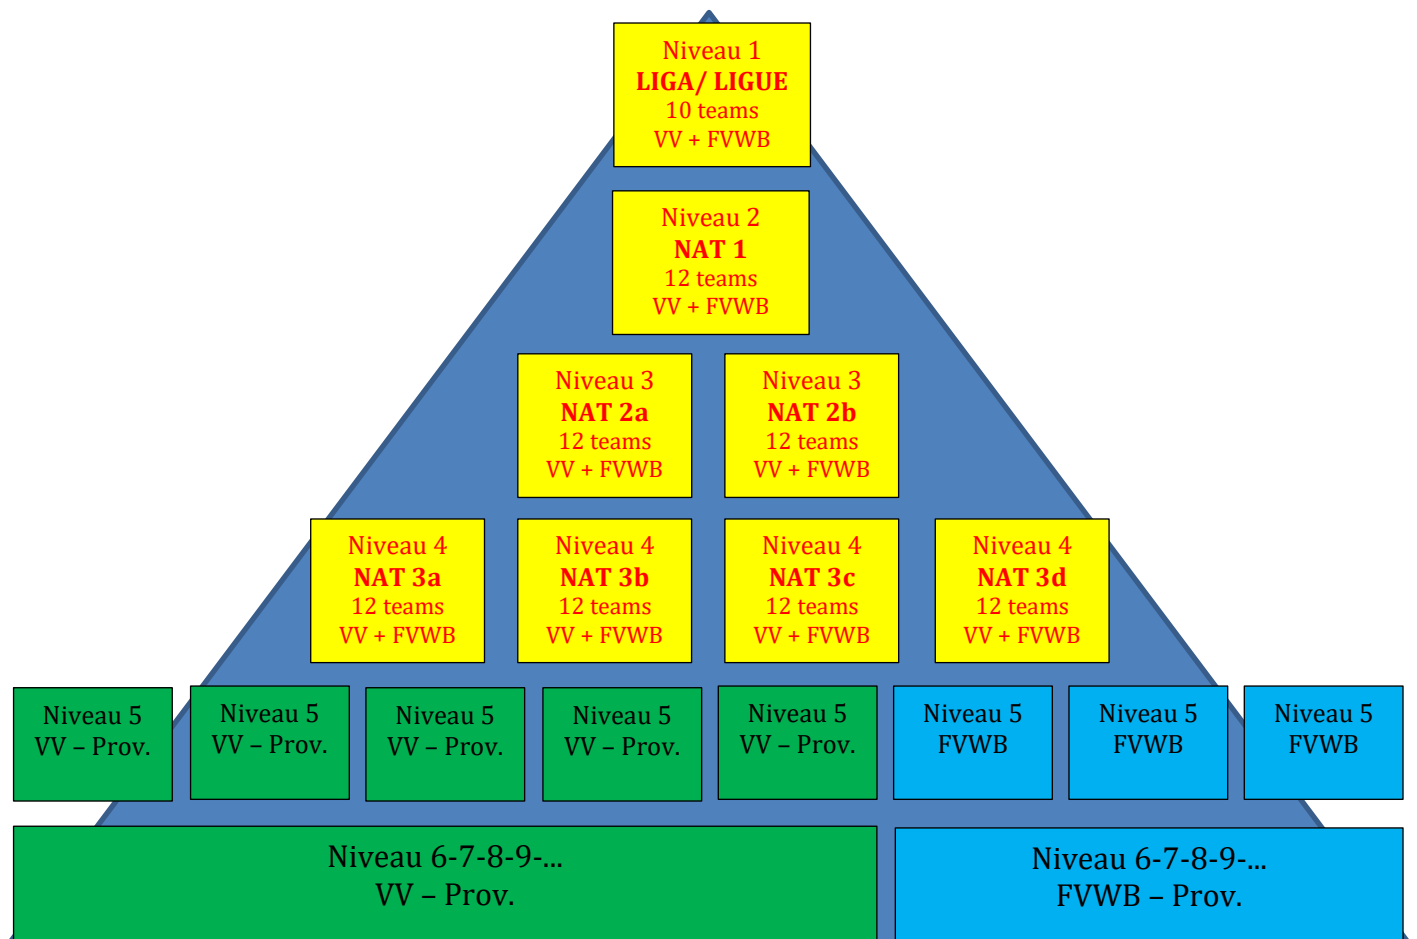 Niveau 1
LIGA/ LIGUE
10 teams
VV + FVWB
Niveau 2
NAT 1
12 teams
VV + FVWB
Niveau 3
NAT 2a
12 teams
VV + FVWB
Niveau 3
NAT 2b
12 teams
VV + FVWB
Niveau 4
NAT 3a
12 teams
VV + FVWB
Niveau 4
NAT 3b
12 teams
VV + FVWB
Niveau 4
NAT 3c
12 teams
VV + FVWB
Niveau 4
NAT 3d
12 teams
VV + FVWB
Niveau 5
VV – Prov.
Niveau 5
VV – Prov.
Niveau 5
VV – Prov.
Niveau 5
VV – Prov.
Niveau 5
VV – Prov.
Niveau 5
FVWB
Niveau 5
FVWB
Niveau 5
FVWB
Niveau 6-7-8-9-...
VV – Prov.
Niveau 6-7-8-9-...
FVWB – Prov.